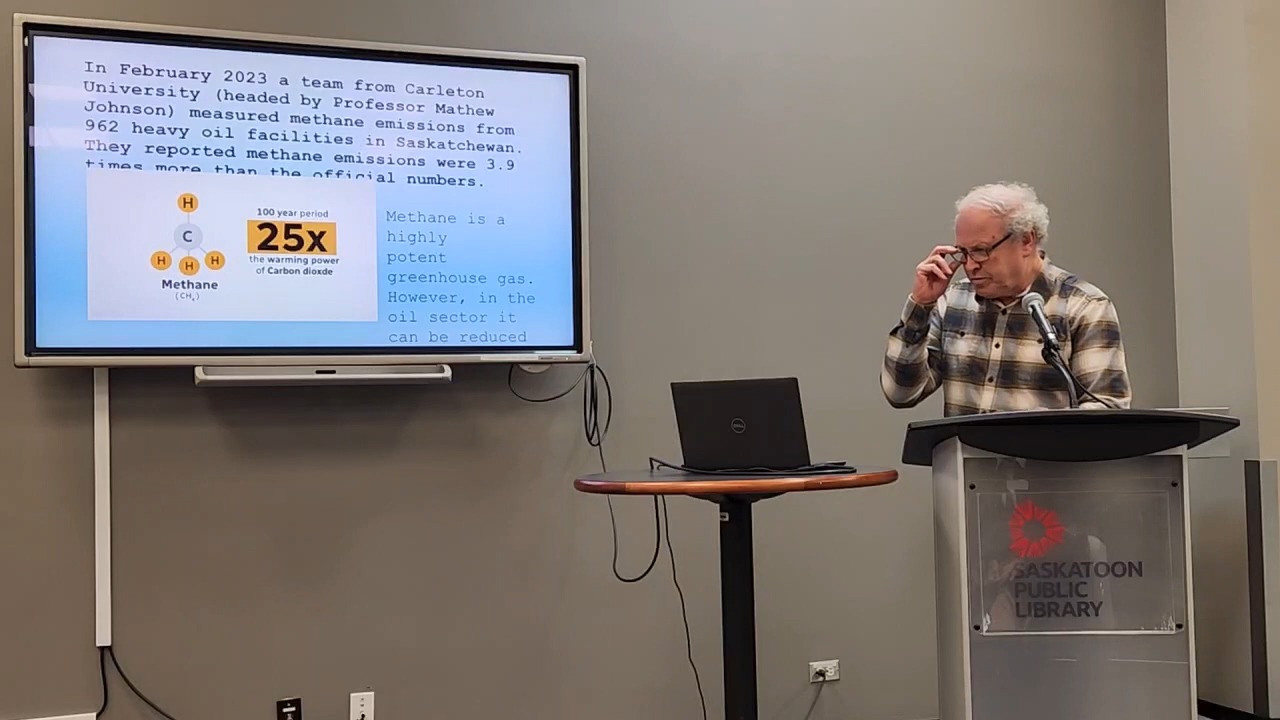 In February 2023 a team from Carleton
University (headed by Professor Mathew
Johnson) measured methane emissions from
962 heavy oil facilities in Saskatchewan.
They reported methane emissions were 3.9
times more than the official numbers.
H
C
H H H
Methane
(CH₄)
100 year period
25x
the warming power
of Carbon dioxde
Methane is a
highly
potent
greenhouse gas.
However, in the
oil sector it
can be reduced
DELL
SASKATOON
PUBLIC
LIBRARY